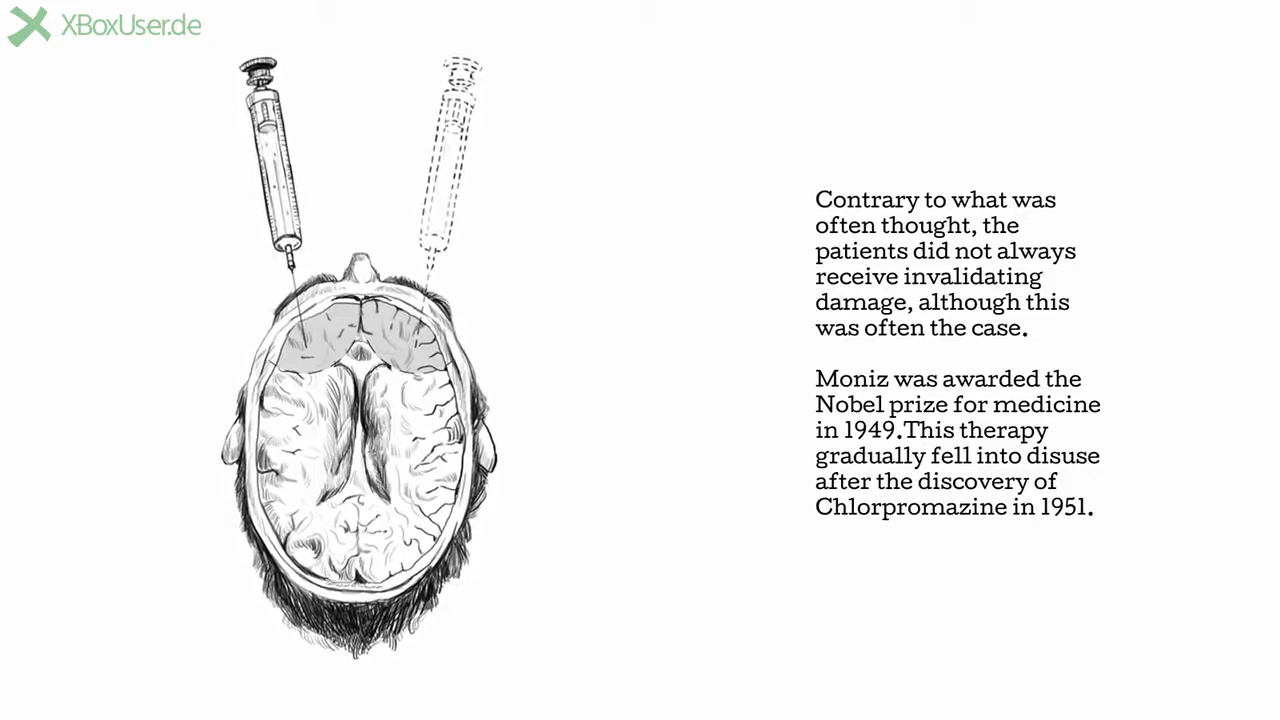 XBoxUser.de
Contrary to what was
often thought, the
patients did not always
receive invalidating
damage, although this
was often the case.
Moniz was awarded the
Nobel prize for medicine
in 1949.This therapy
gradually fell into disuse
after the discovery of
Chlorpromazine in 1951.